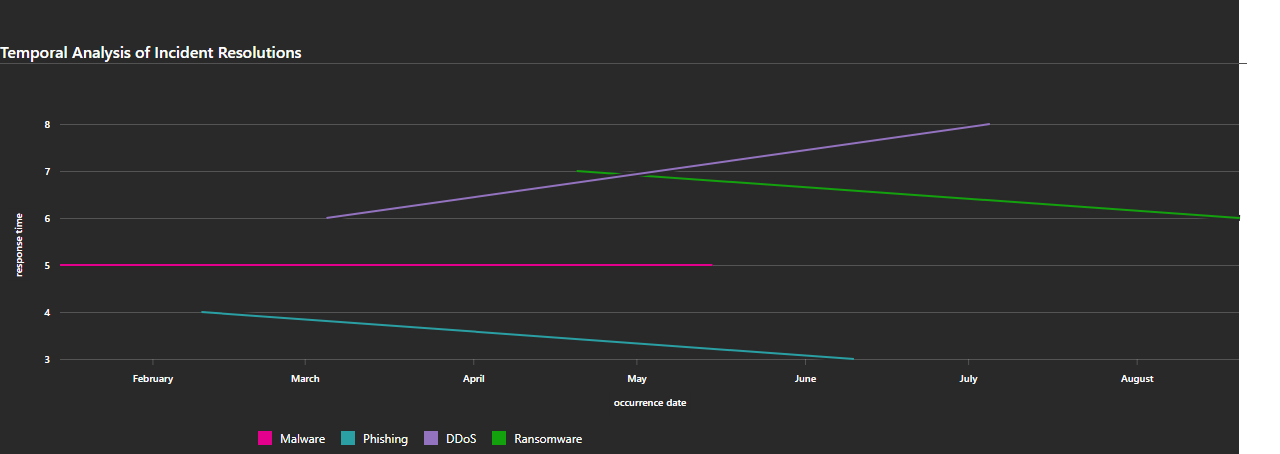 Temporal Analysis of Incident Resolutions
8
7
6
5
4
3
response time
February March April May June July August
occurrence date
Malware Phishing DDoS Ransomware